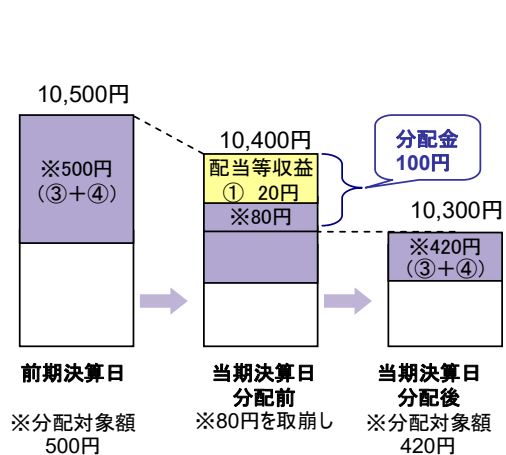 10,500円
※500円
(③+④)
10,400円
配当等収益
① 20円
※80円
分配金
100円
10,300円
※420円
(③+④)
前期決算日
※分配対象額
500円
当期決算日
分配前
※80円を取崩し
当期決算日
分配後
※分配対象額
420円